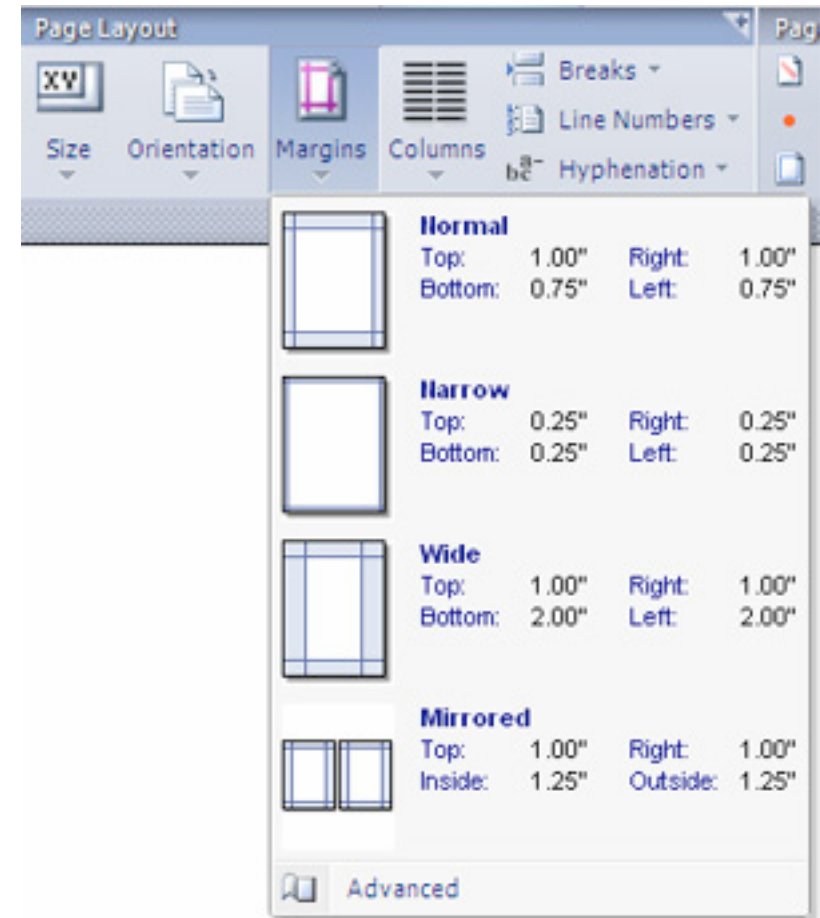 Page Layout Pag
XY
Size Orientation Margins Columns Breaks
Line Numbers
Hyphenation
Normal
Top: 1.00" Right: 1.00"
Bottom: 0.75" Left: 0.75"
Narrow
Top: 0.25" Right: 0.25"
Bottom: 0.25" Left: 0.25"
Wide
Top: 1.00" Right: 1.00"
Bottom: 2.00" Left: 2.00"
Mirrored
Top: 1.00" Right: 1.00"
Inside: 1.25" Outside: 1.25"
Advanced